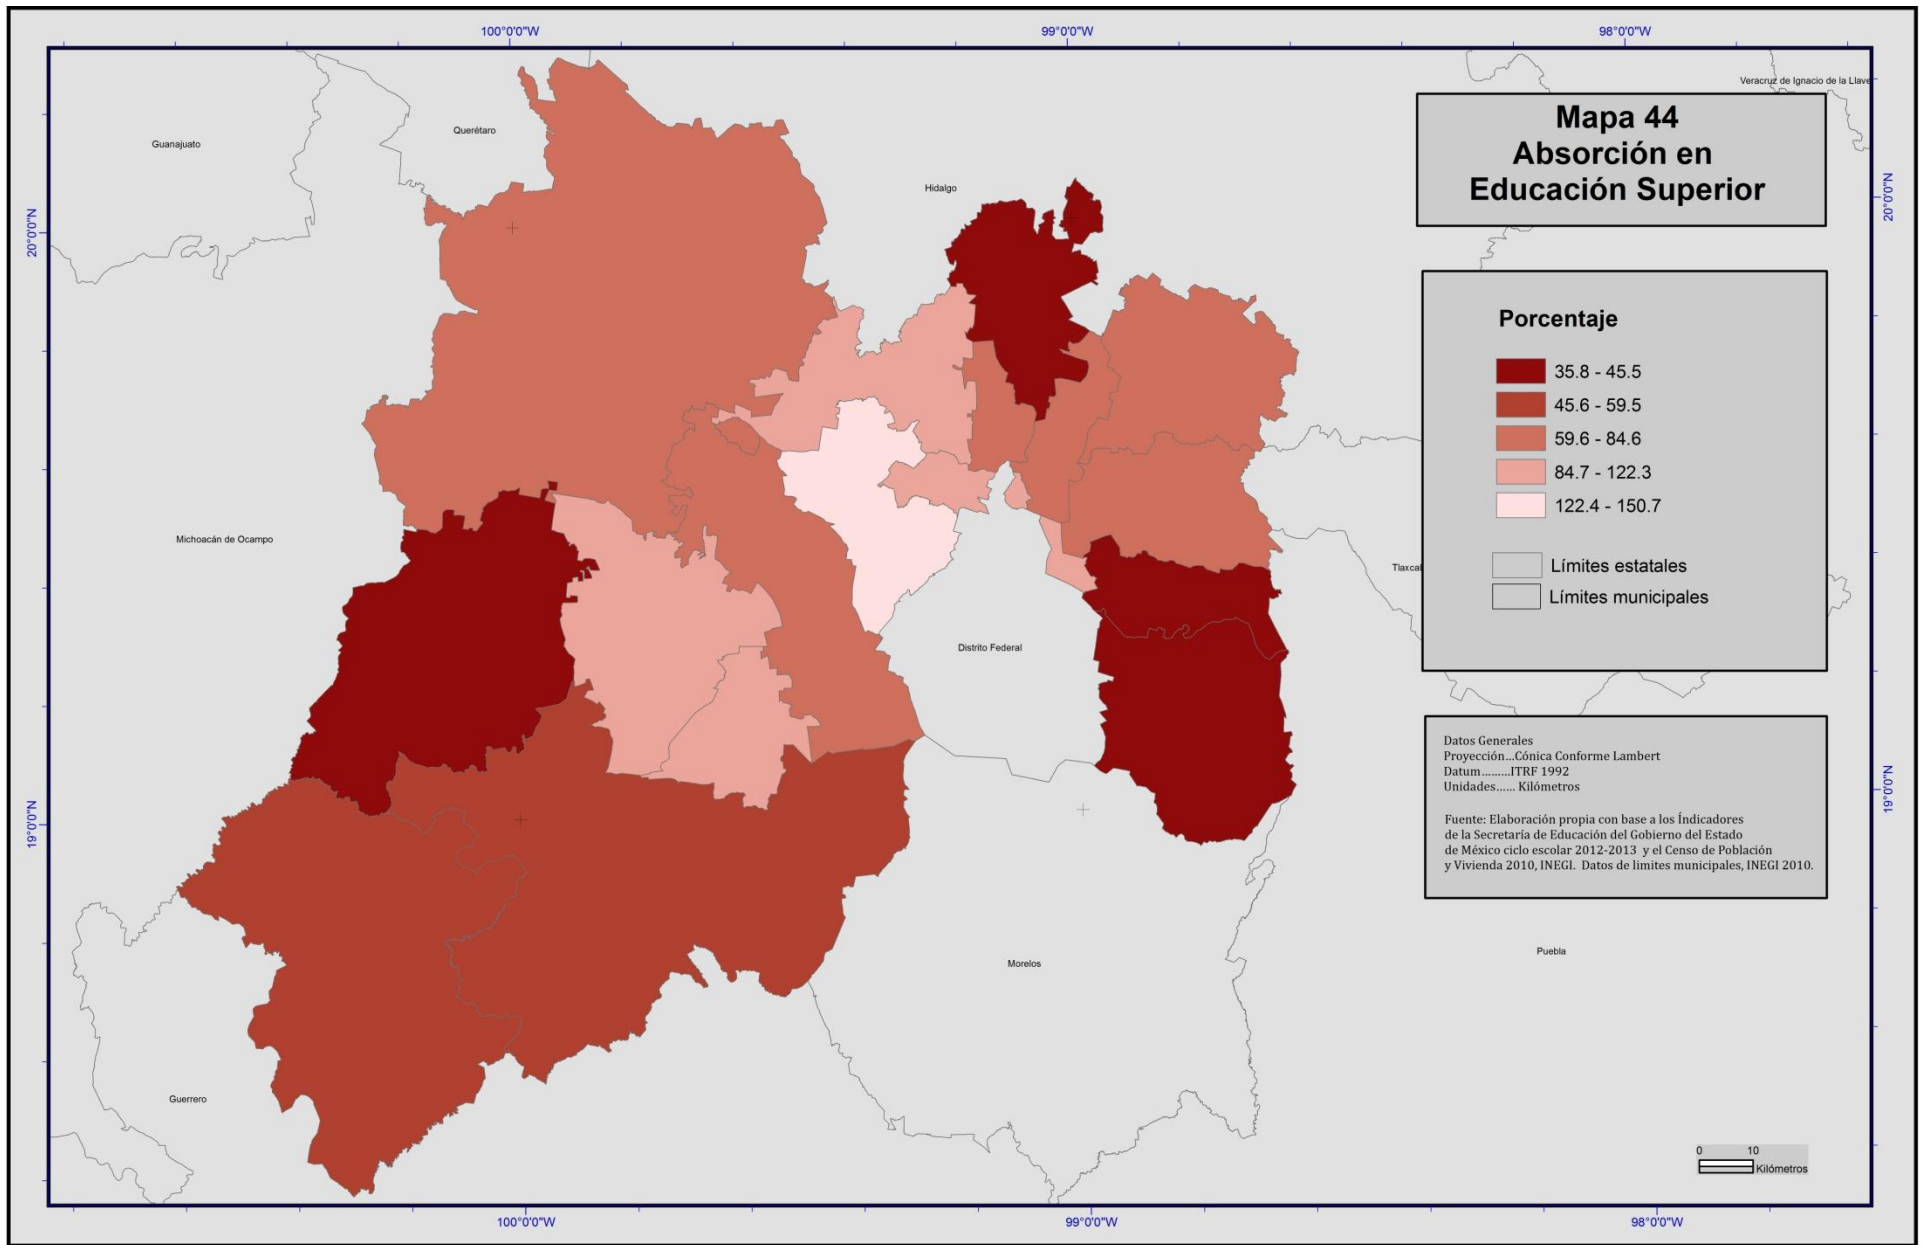 100°0'0"W
99°0'0"W
98°0'0"W
Veracruz de Ignacio de la Llave
Mapa 44
Absorción en
Educación Superior
Querétaro
Guanajuato
Hidalgo
20°0'0"N
20°0'0"N
Porcentaje
35.8 - 45.5
45.6 - 59.5
59.6 - 84.6
84.7 - 122.3
122.4 - 150.7
Límites estatales
Límites municipales
Michoacán de Ocampo
Tlaxcal
Distrito Federal
Datos Generales
Proyección...Cónica Conforme Lambert
Datum.........ITRF 1992
Unidades...... Kilómetros
Fuente: Elaboración propia con base a los Índicadores
de la Secretaría de Educación del Gobierno del Estado
de México ciclo escolar 2012-2013 y el Censo de Población
y Vivienda 2010, INEGI. Datos de limites municipales, INEGI 2010.
19°0'0"N
19°0'0"N
Puebla
Morelos
Guerrero
0 10
Kilómetros
100°0'0"W
99°0'0"W
98°0'0"W